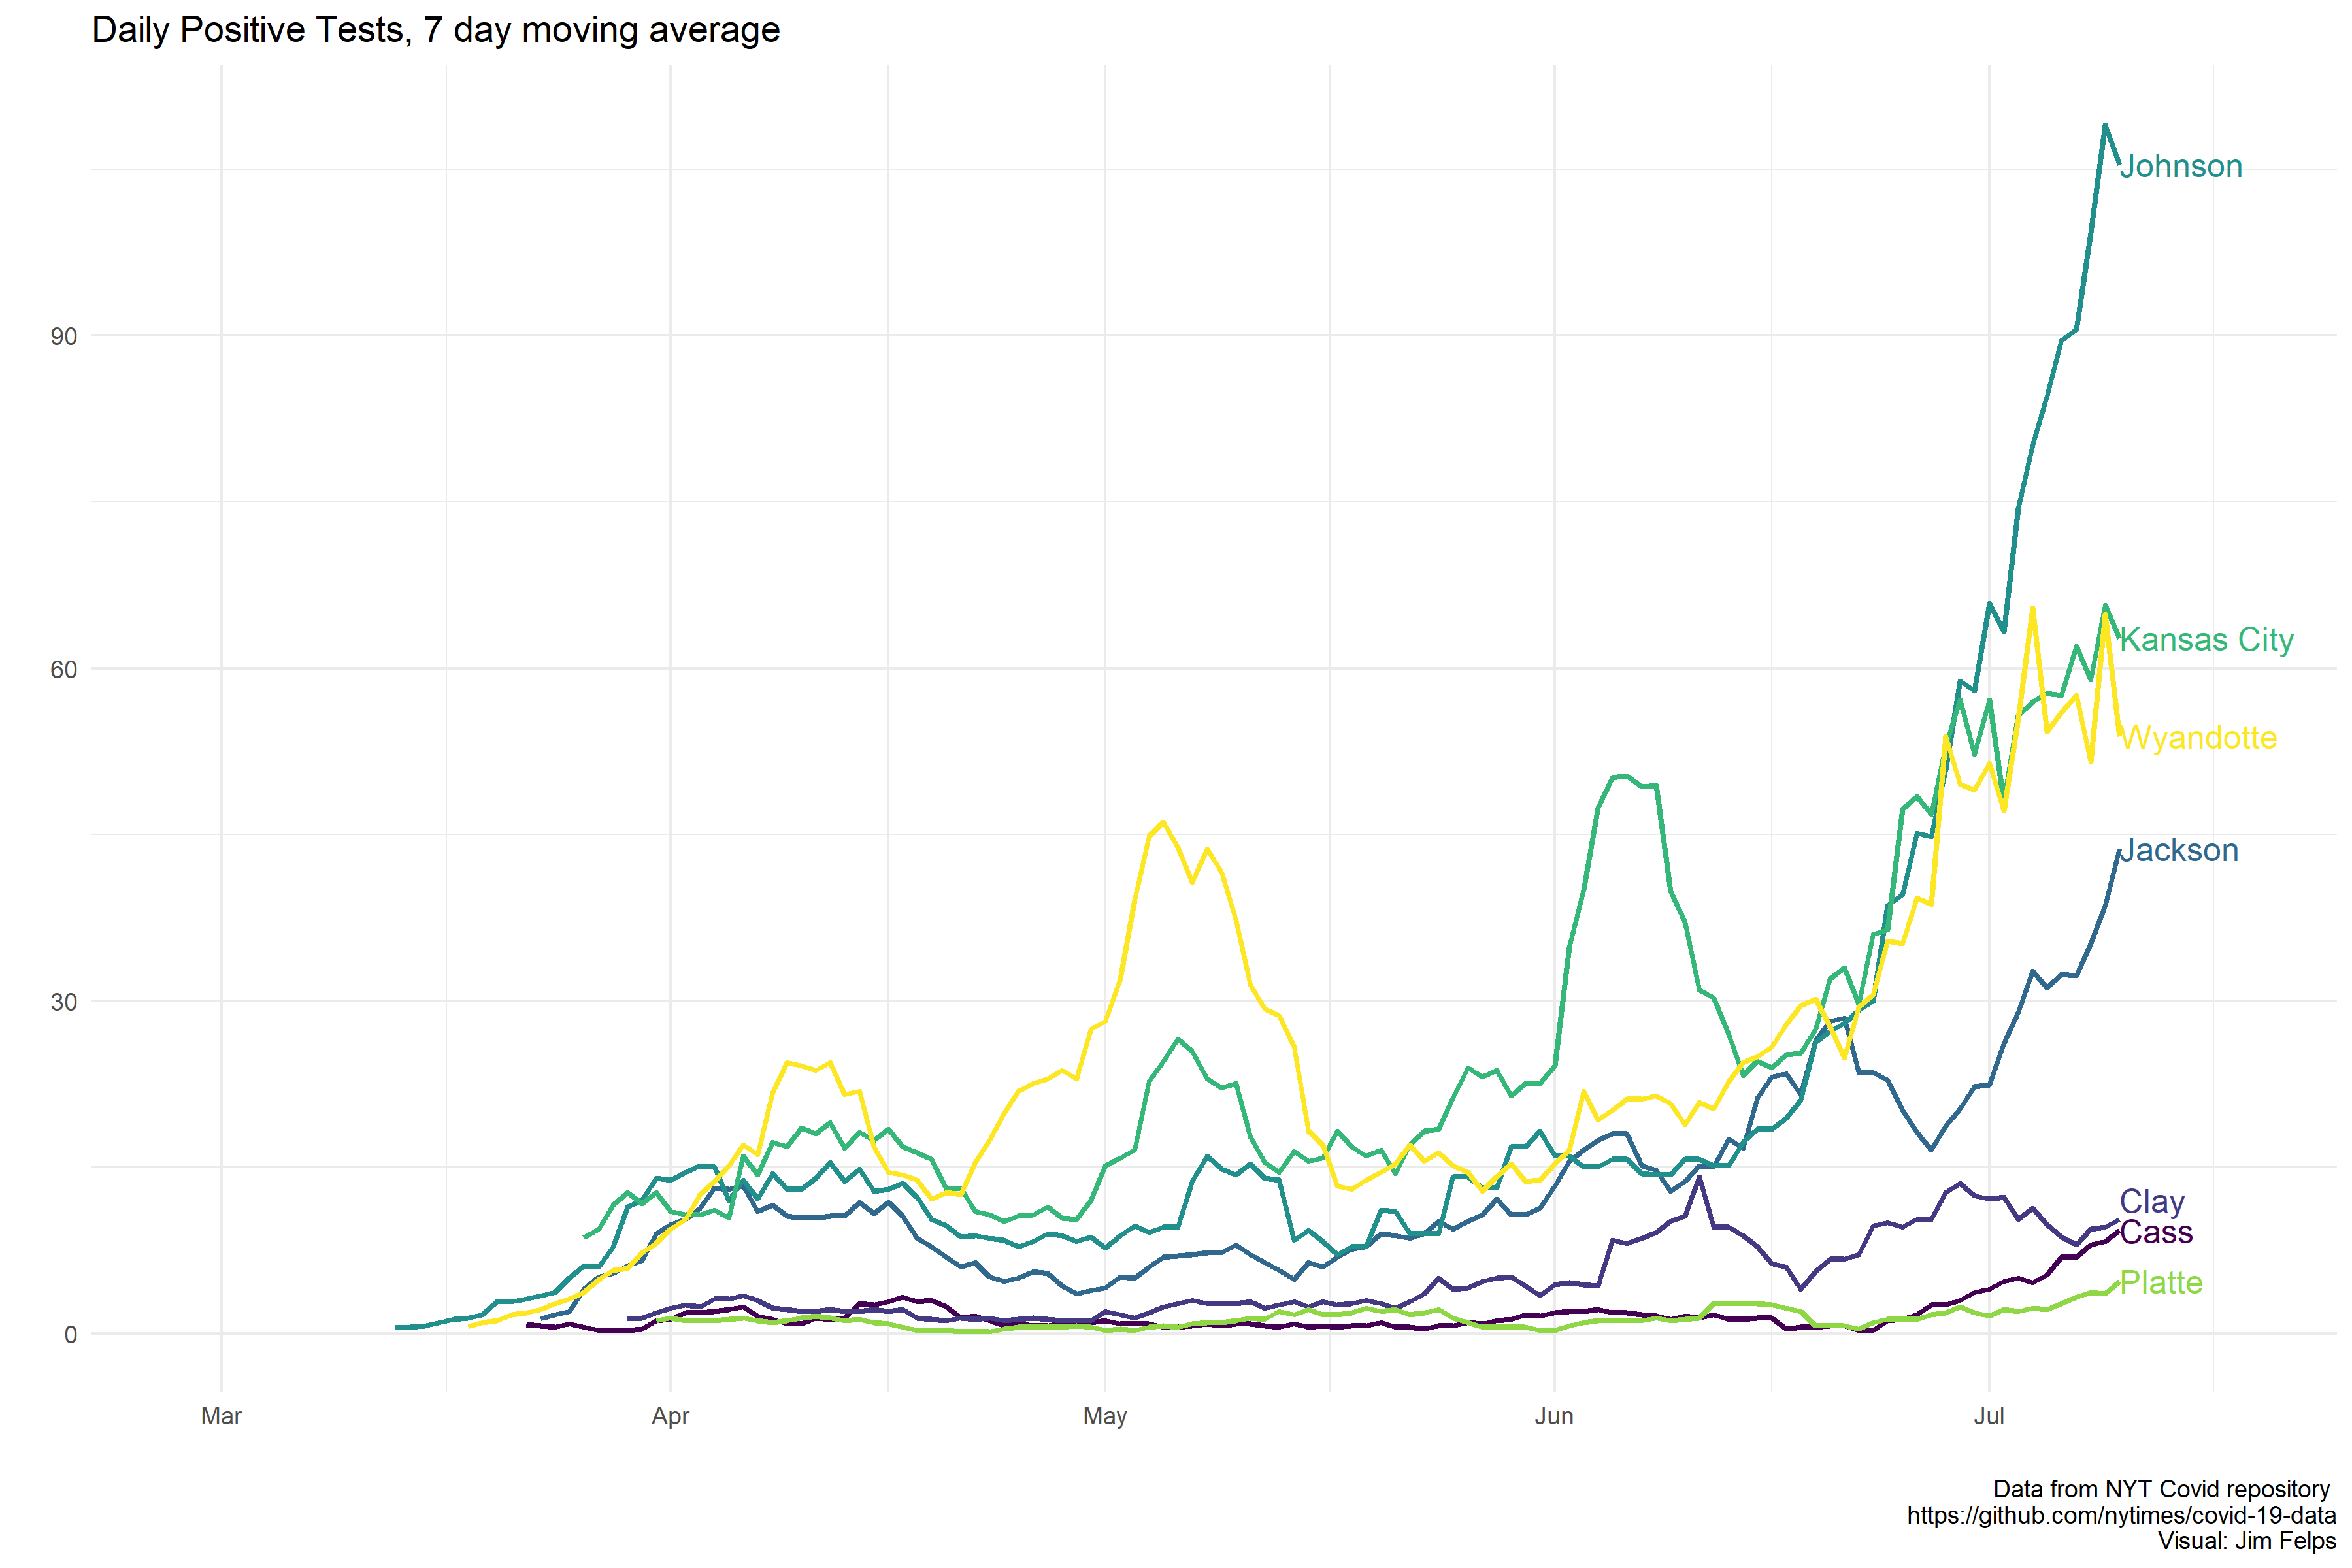 Daily Positive Tests, 7 day moving average
Johnson
90
Kansas City
60
Wyandotte
Jackson
30
Clay
Cass
Platte
0
Mar Apr May Jun Jul
Data from NYT Covid repository
https://github.com/nytimes/covid-19-data
Visual: Jim Felps